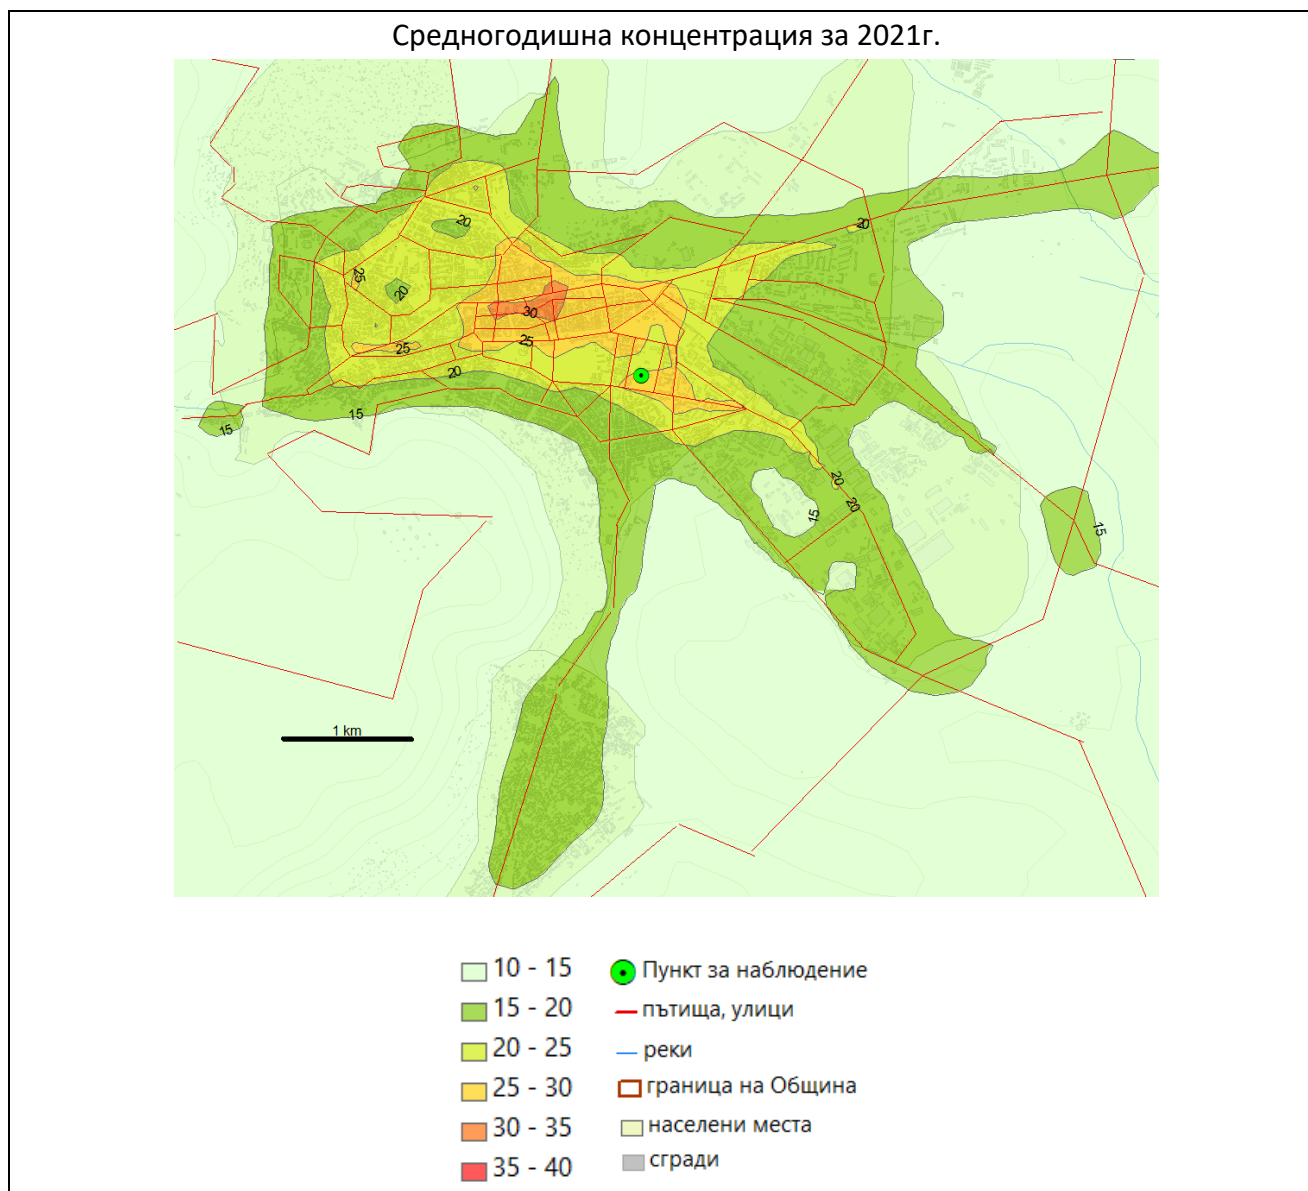 Средногодишна концентрация за 2021г.
20
20
25
20
30
25
25
20
15
15
20
20
15
15
1 km
10 - 15
Пункт за наблюдение
15 - 20
пътища, улици
20 - 25
реки
25 - 30
граница на Община
30 - 35
населени места
35 - 40
сгради